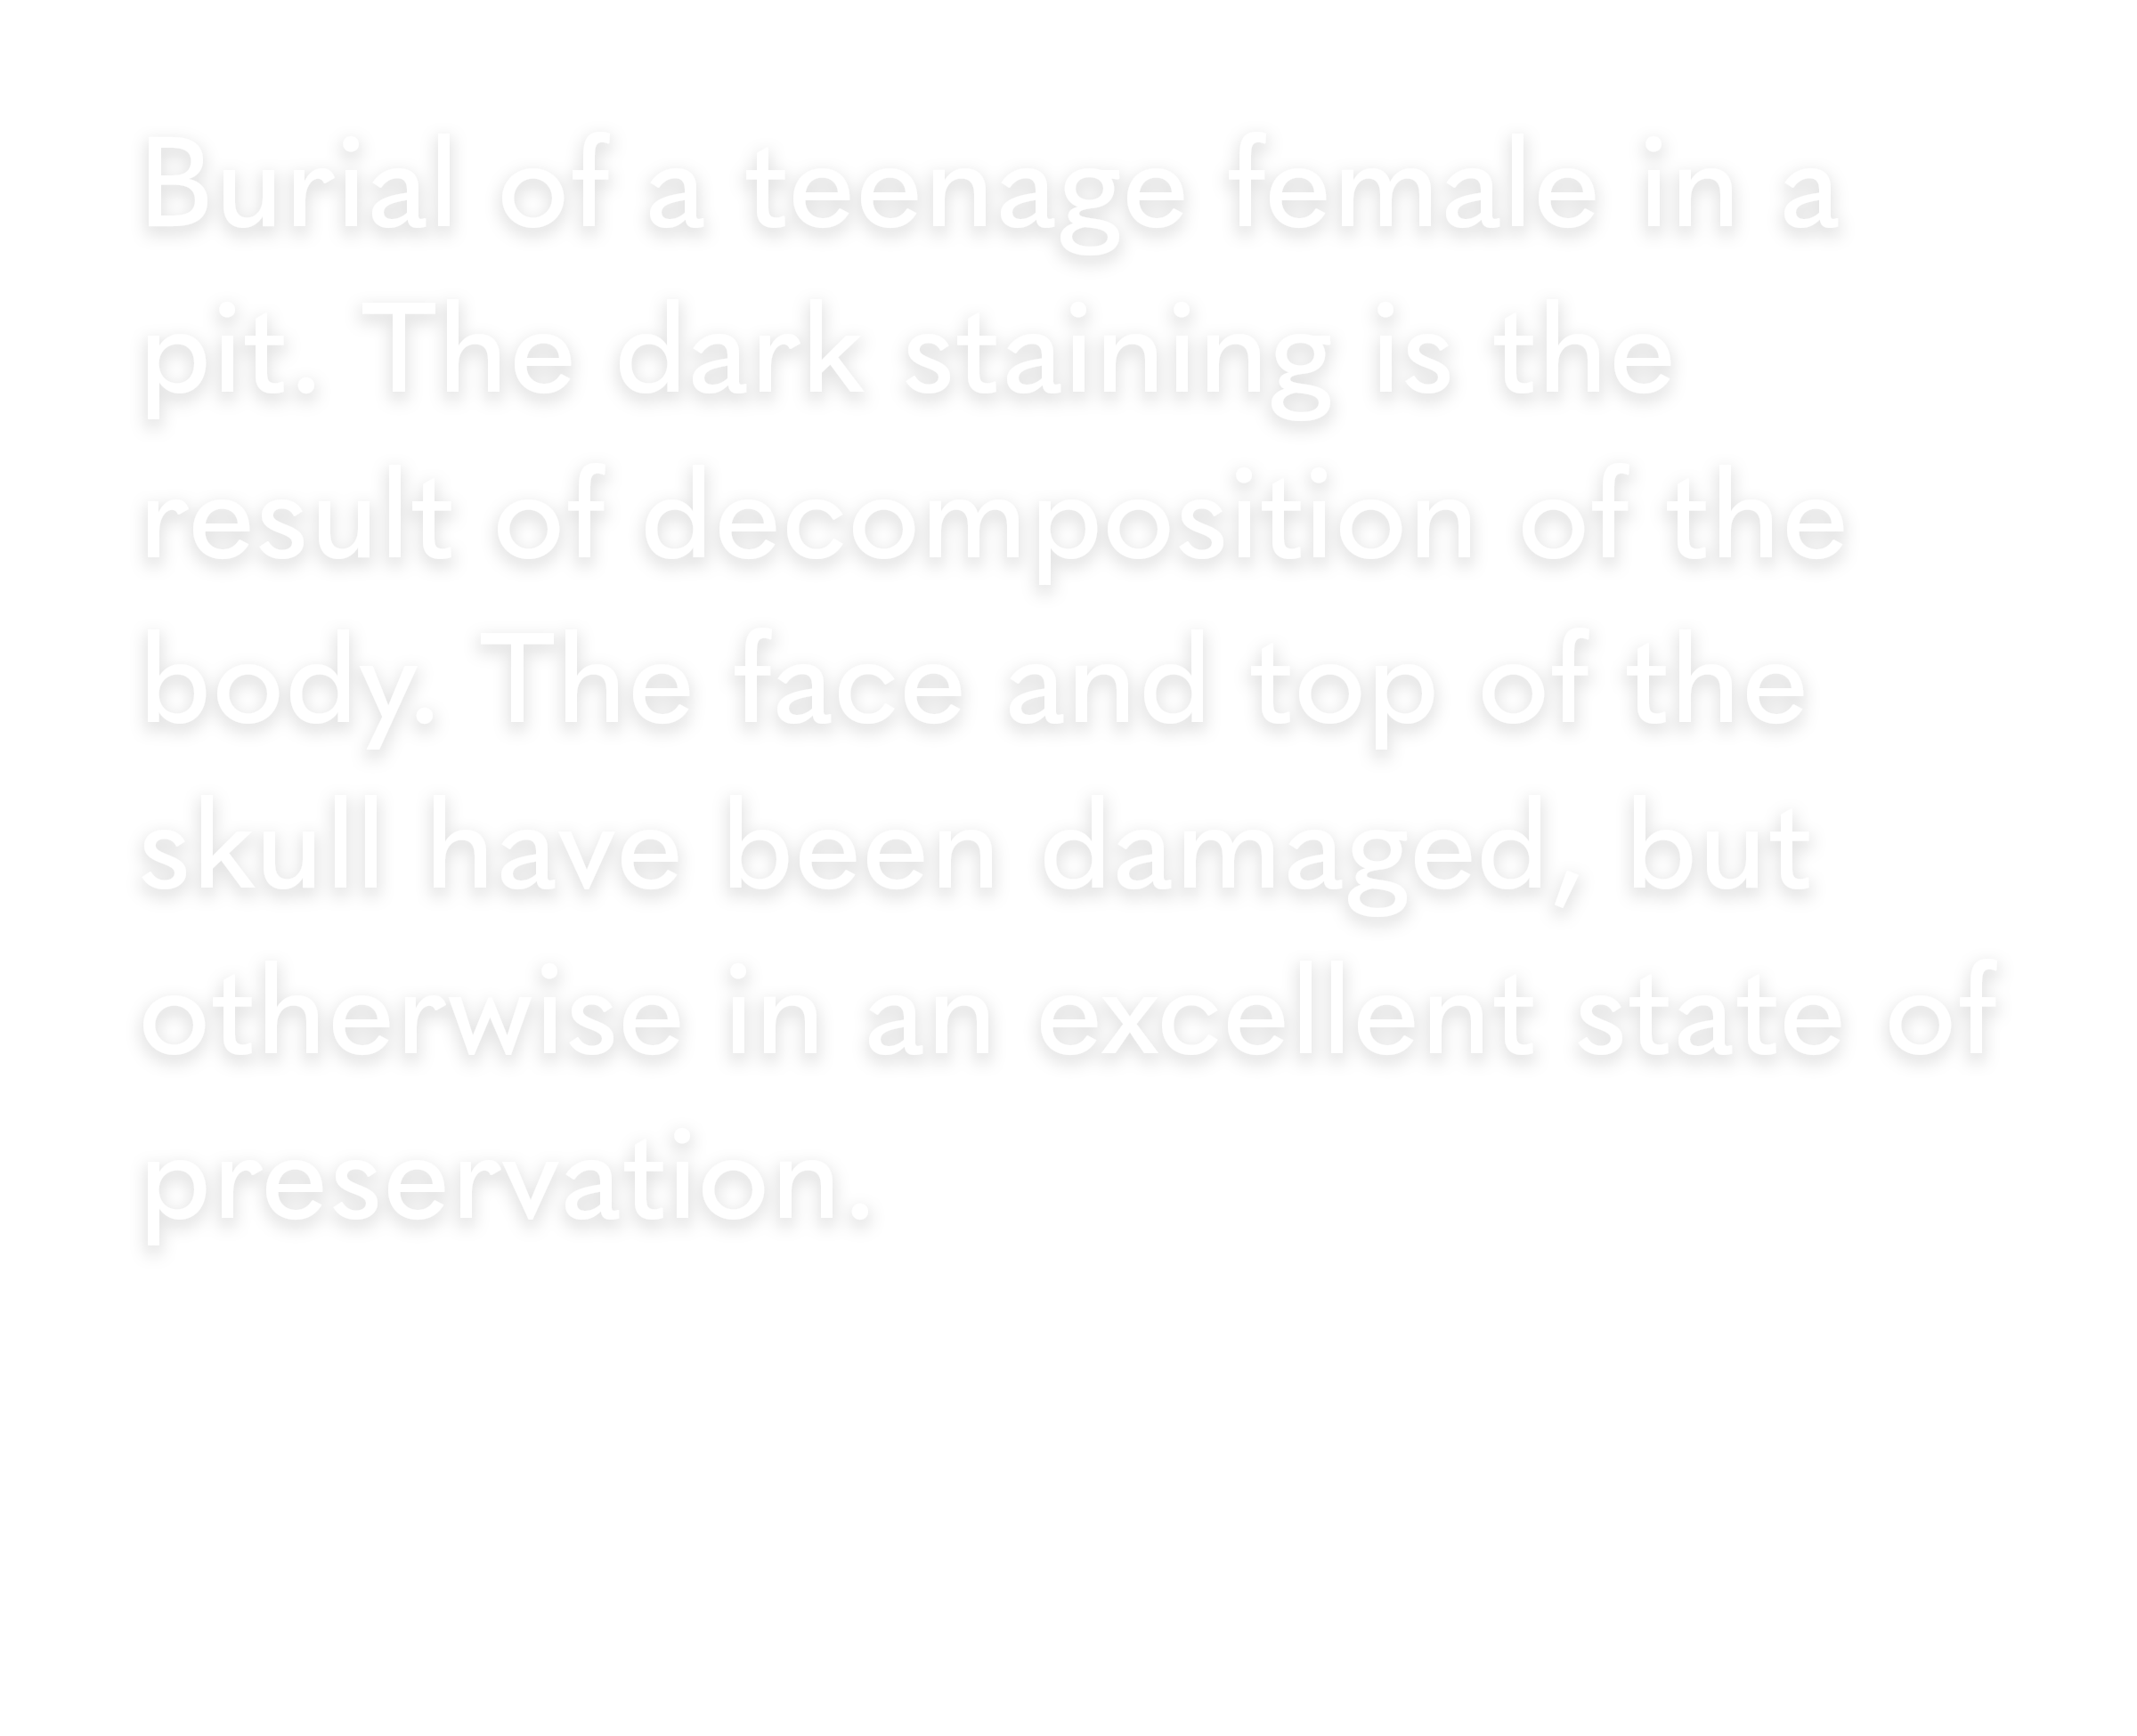 Burial of a teenage female in a
pit. The dark staining is the
result of decomposition of the
body. The face and top of the
skull have been damaged, but
otherwise in an excellent state of
preservation.